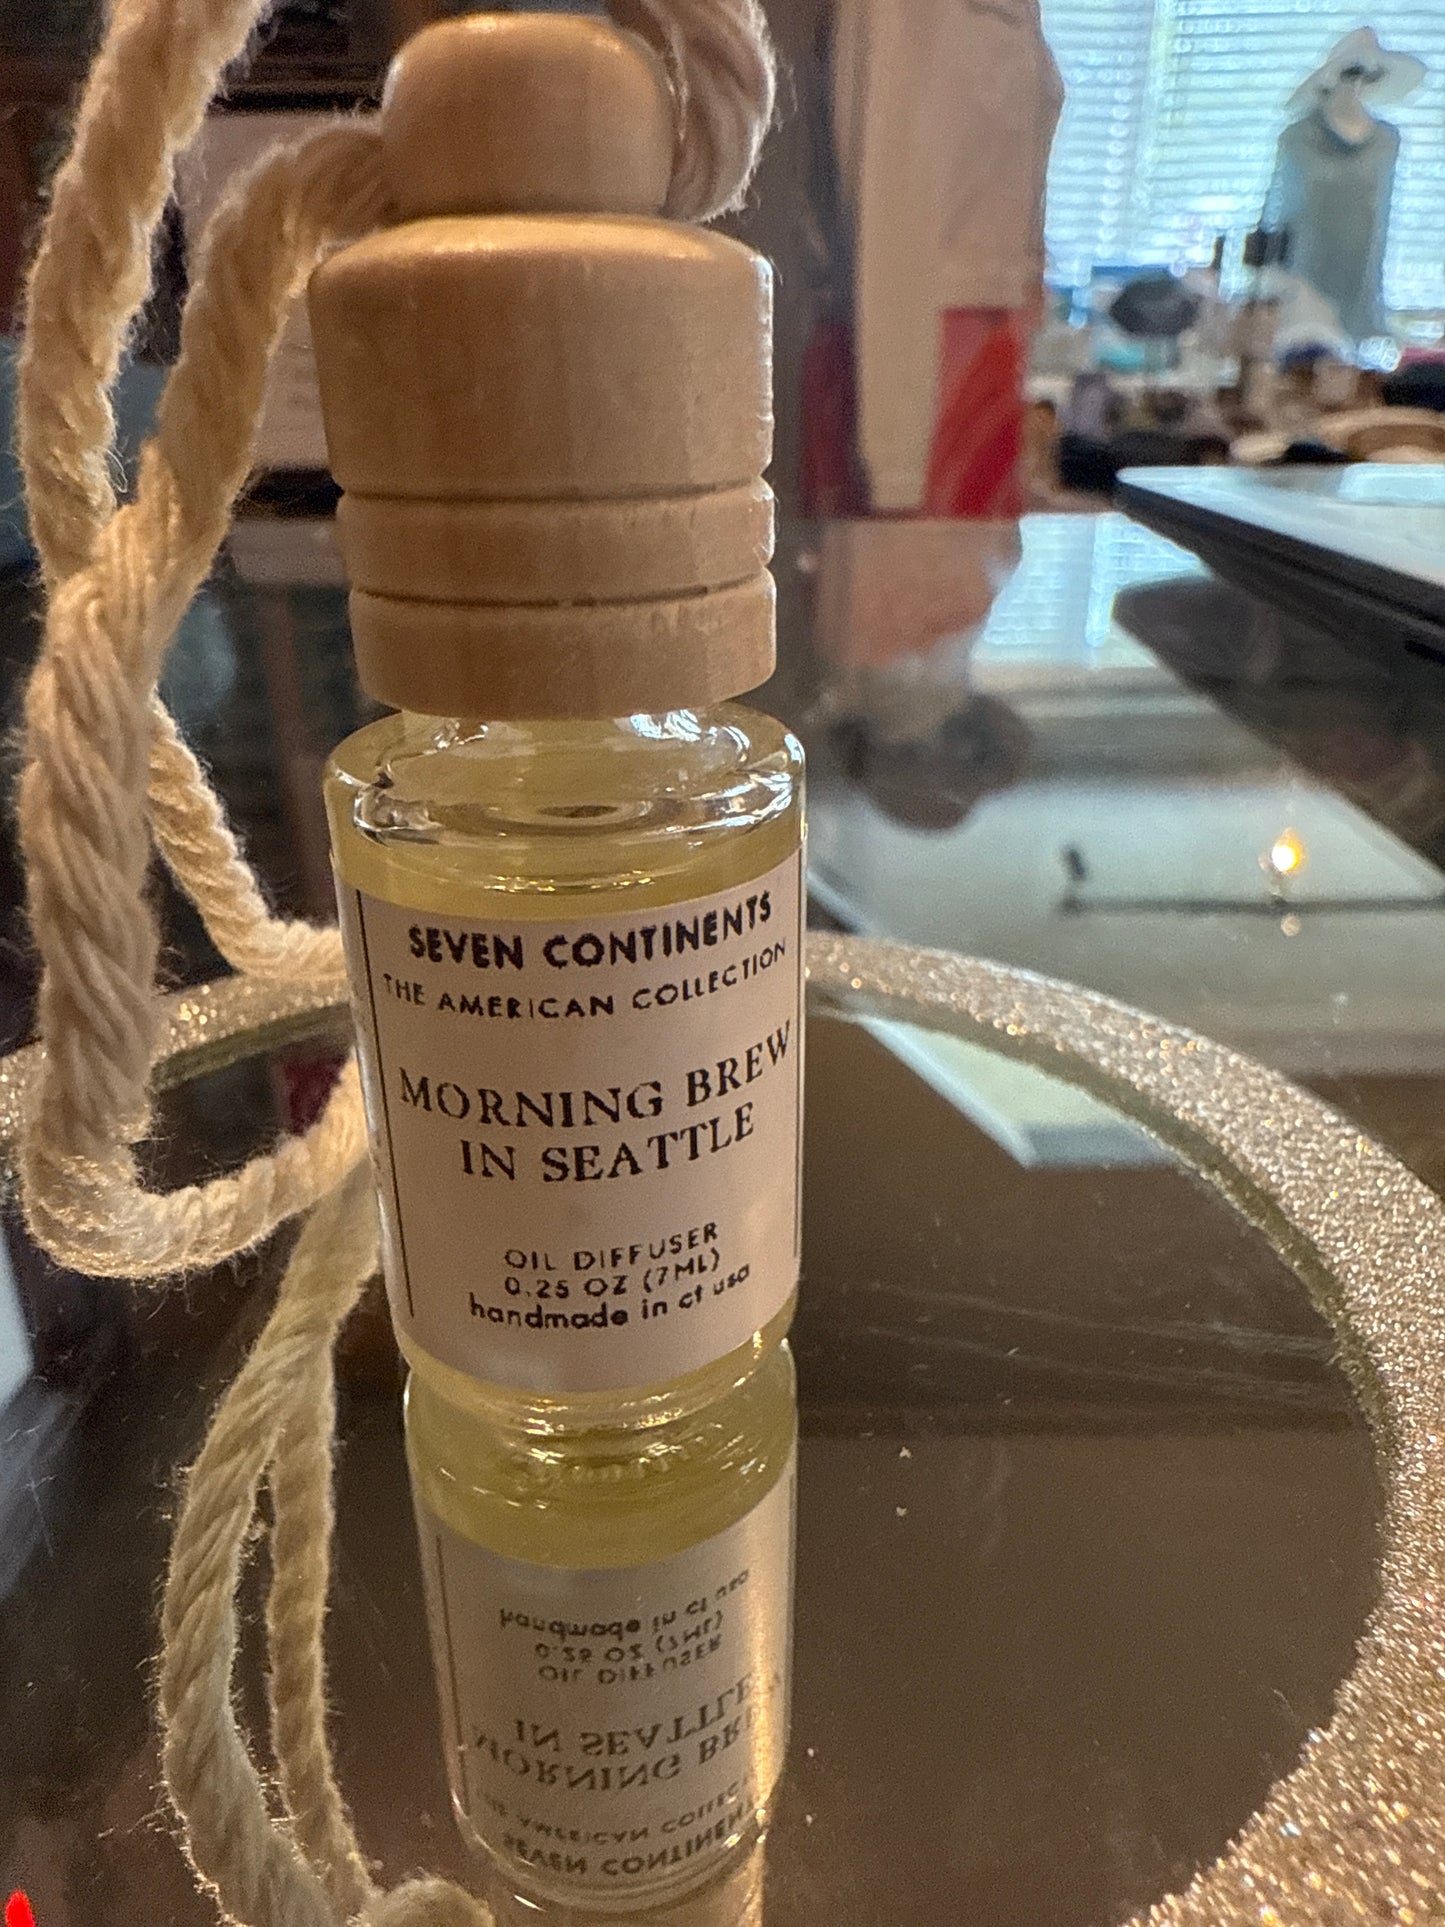 SEVEN CONTINENTS
THE AMERICAN COLLECTION
MORNING BREW
IN SEATTLE
OIL DIFFUSER
0.25 OZ (7ML)
handmade in ct usa